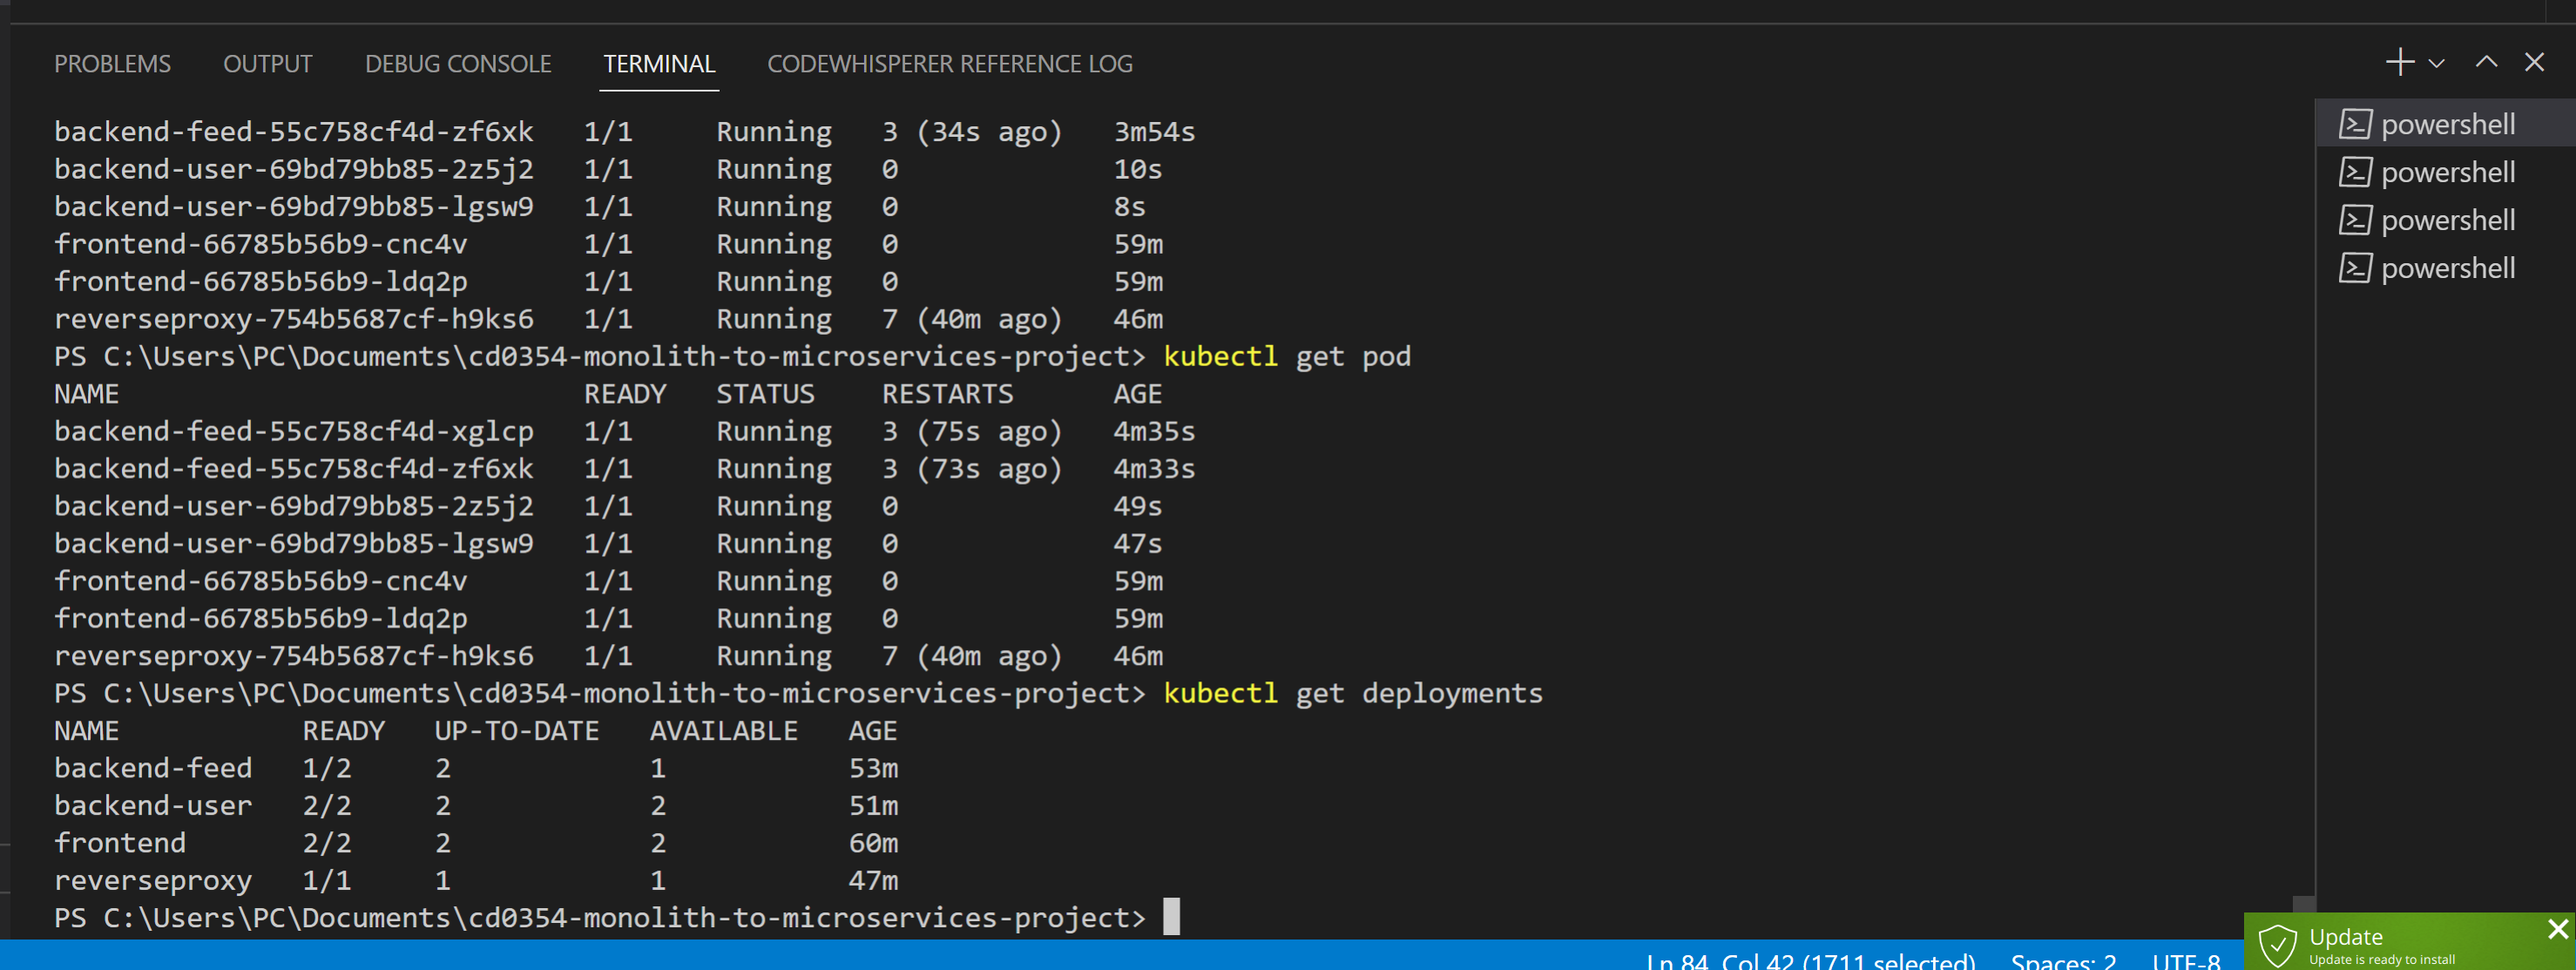 PROBLEMS OUTPUT DEBUG CONSOLE TERMINAL CODEWHISPERER REFERENCE LOG
backend-feed-55c758cf4d-zf6xk 1/1 Running 3 (34s ago) 3m54s
backend-user-69bd79bb85-2z5j2 1/1 Running 0 10s
backend-user-69bd79bb85-lgsw9 1/1 Running 0 8s
frontend-66785b56b9-cnc4v 1/1 Running 0 59m
frontend-66785b56b9-ldq2p 1/1 Running 0 59m
reverseproxy-754b5687cf-h9ks6 1/1 Running 7 (40m ago) 46m
PS C:\Users\PC\Documents\cd0354-monolith-to-microservices-project> kubectl get pod
NAME READY STATUS RESTARTS AGE
backend-feed-55c758cf4d-xglcp 1/1 Running 3 (75s ago) 4m35s
backend-feed-55c758cf4d-zf6xk 1/1 Running 3 (73s ago) 4m33s
backend-user-69bd79bb85-2z5j2 1/1 Running 0 49s
backend-user-69bd79bb85-lgsw9 1/1 Running 0 47s
frontend-66785b56b9-cnc4v 1/1 Running 0 59m
frontend-66785b56b9-ldq2p 1/1 Running 0 59m
reverseproxy-754b5687cf-h9ks6 1/1 Running 7 (40m ago) 46m
PS C:\Users\PC\Documents\cd0354-monolith-to-microservices-project> kubectl get deployments
NAME READY UP-TO-DATE AVAILABLE AGE
backend-feed 1/2 2 1 53m
backend-user 2/2 2 2 51m
frontend 2/2 2 2 60m
reverseproxy 1/1 1 1 47m
PS C:\Users\PC\Documents\cd0354-monolith-to-microservices-project>
powershell
powershell
powershell
powershell
Ln 84, Col 42 (1711 selected) Spaces: 2 UTF-8
Update
Update is ready to install